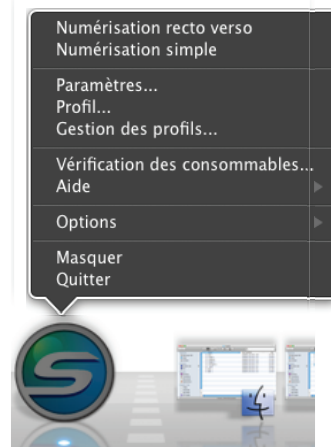 Numérisation recto verso
Numérisation simple
Paramètres...
Profil...
Gestion des profils...
Vérification des consommables...
Aide
Options
Masquer
Quitter